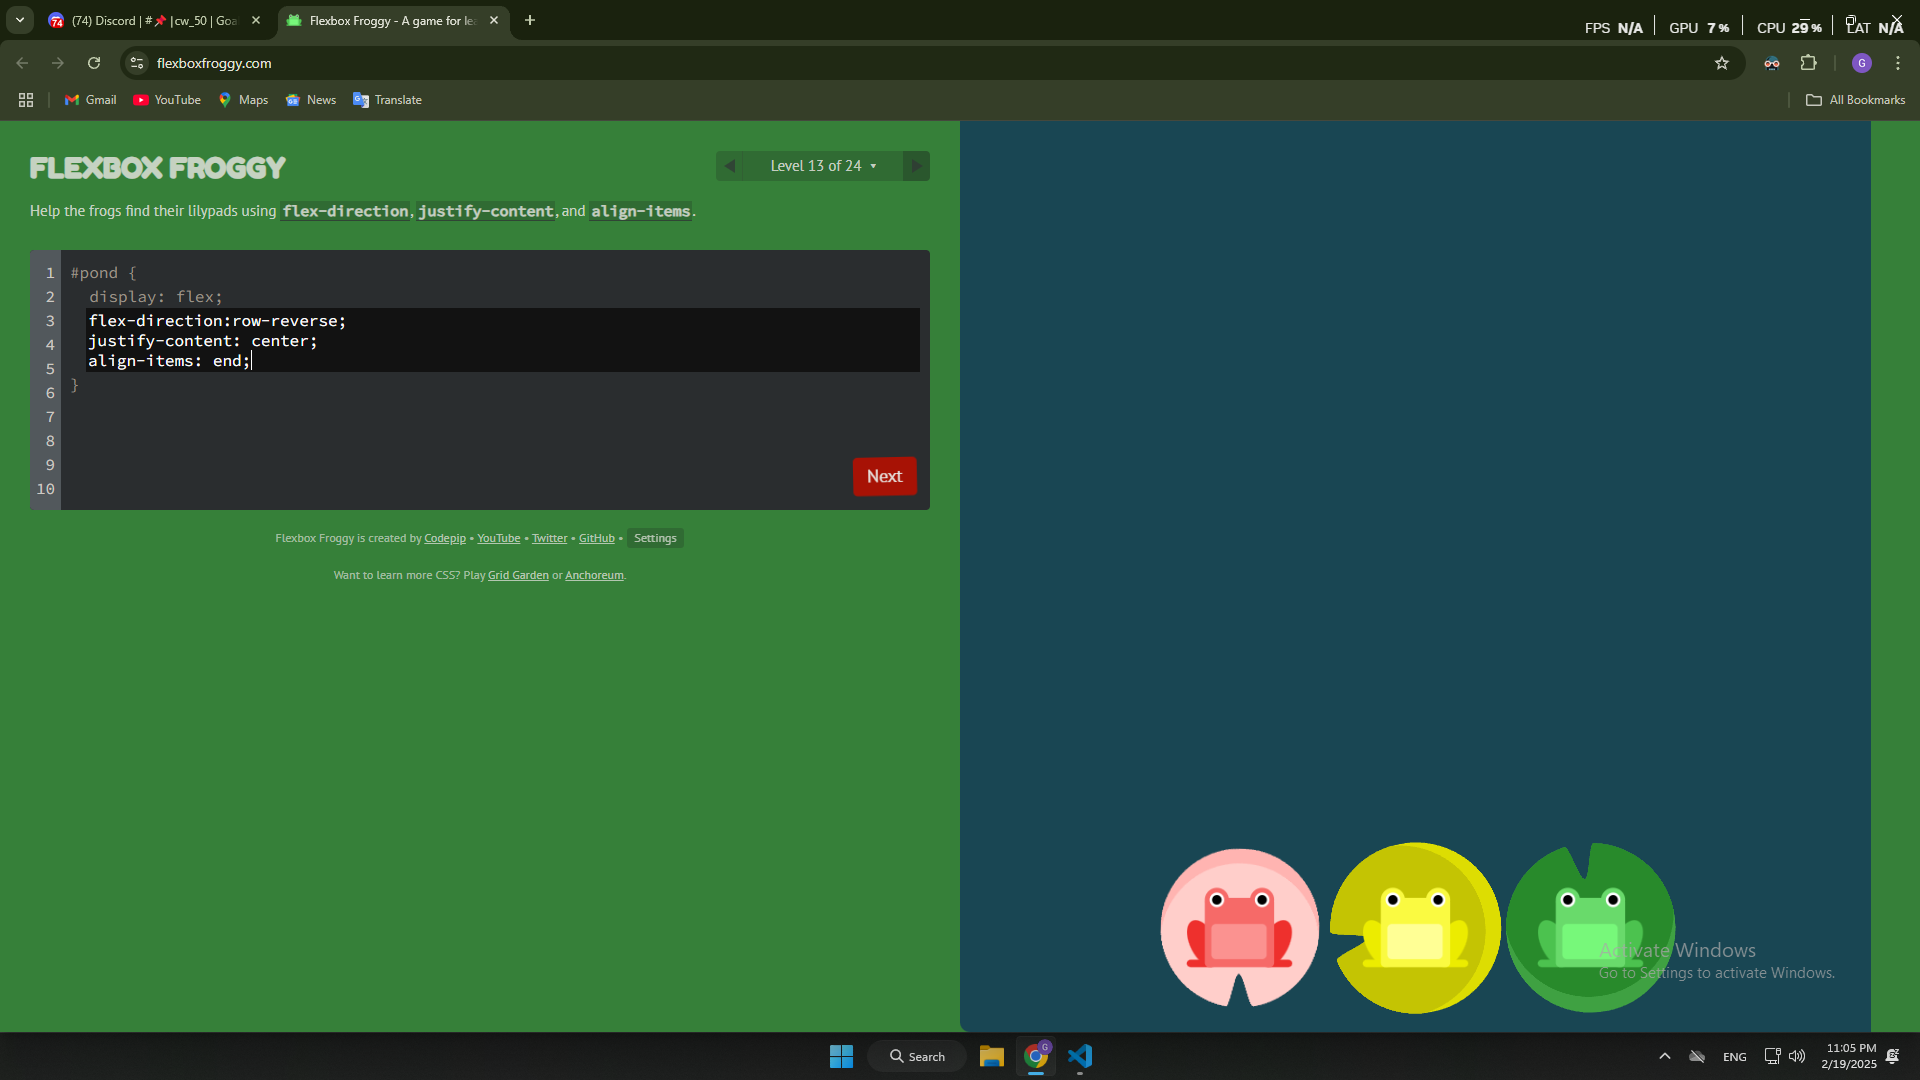 (74) Discord | #📌|cw_50 | Goa
Flexbox Froggy - A game for le
FPS N/A GPU 7% CPU 29% LAT N/A
flexboxfroggy.com
G
Gmail YouTube Maps News Translate All Bookmarks
FLEXBOX FROGGY
Level 13 of 24
Help the frogs find their lilypads using flex-direction, justify-content, and align-items.
1 #pond {
2 display: flex;
3 flex-direction:row-reverse;
4 justify-content: center;
5 align-items: end;
6 }
7
8
9
10
Next
Flexbox Froggy is created by Codepip • YouTube • Twitter • GitHub • Settings
Want to learn more CSS? Play Grid Garden or Anchoreum.
Activate Windows
Go to Settings to activate Windows.
Search
G
ENG
11:05 PM
2/19/2025